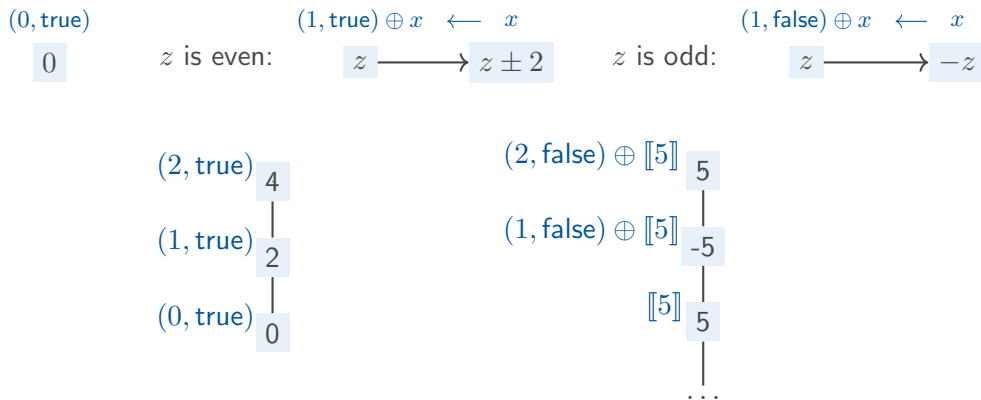 (0, true) (1, true) ⊕ x ⟵ x (1, false) ⊕ x ⟵ x
0 z is even: z z ± 2 z is odd: z −z
(2, true) 4 (2, false) ⊕ ⟦5⟧ 5
(1, true) 2 (1, false) ⊕ ⟦5⟧ -5
(0, true) 0 ⟦5⟧ 5
...